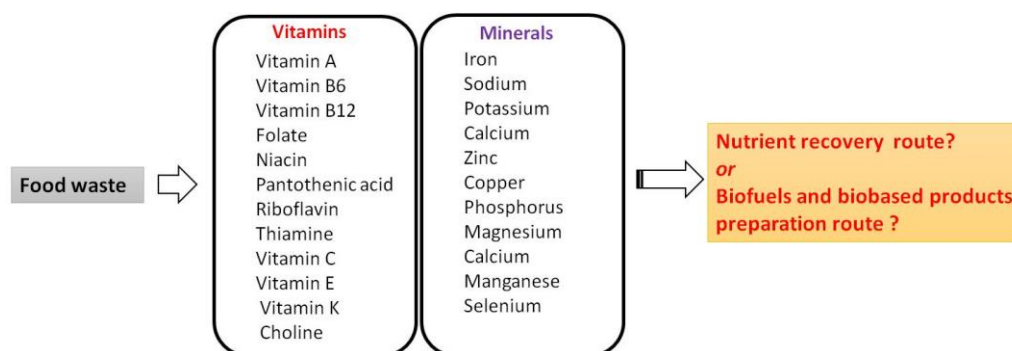 Food waste
Vitamins
Vitamin A
Vitamin B6
Vitamin B12
Folate
Niacin
Pantothenic acid
Riboflavin
Thiamine
Vitamin C
Vitamin E
Vitamin K
Choline
Minerals
Iron
Sodium
Potassium
Calcium
Zinc
Copper
Phosphorus
Magnesium
Calcium
Manganese
Selenium
Nutrient recovery route?
or
Biofuels and biobased products
preparation route ?